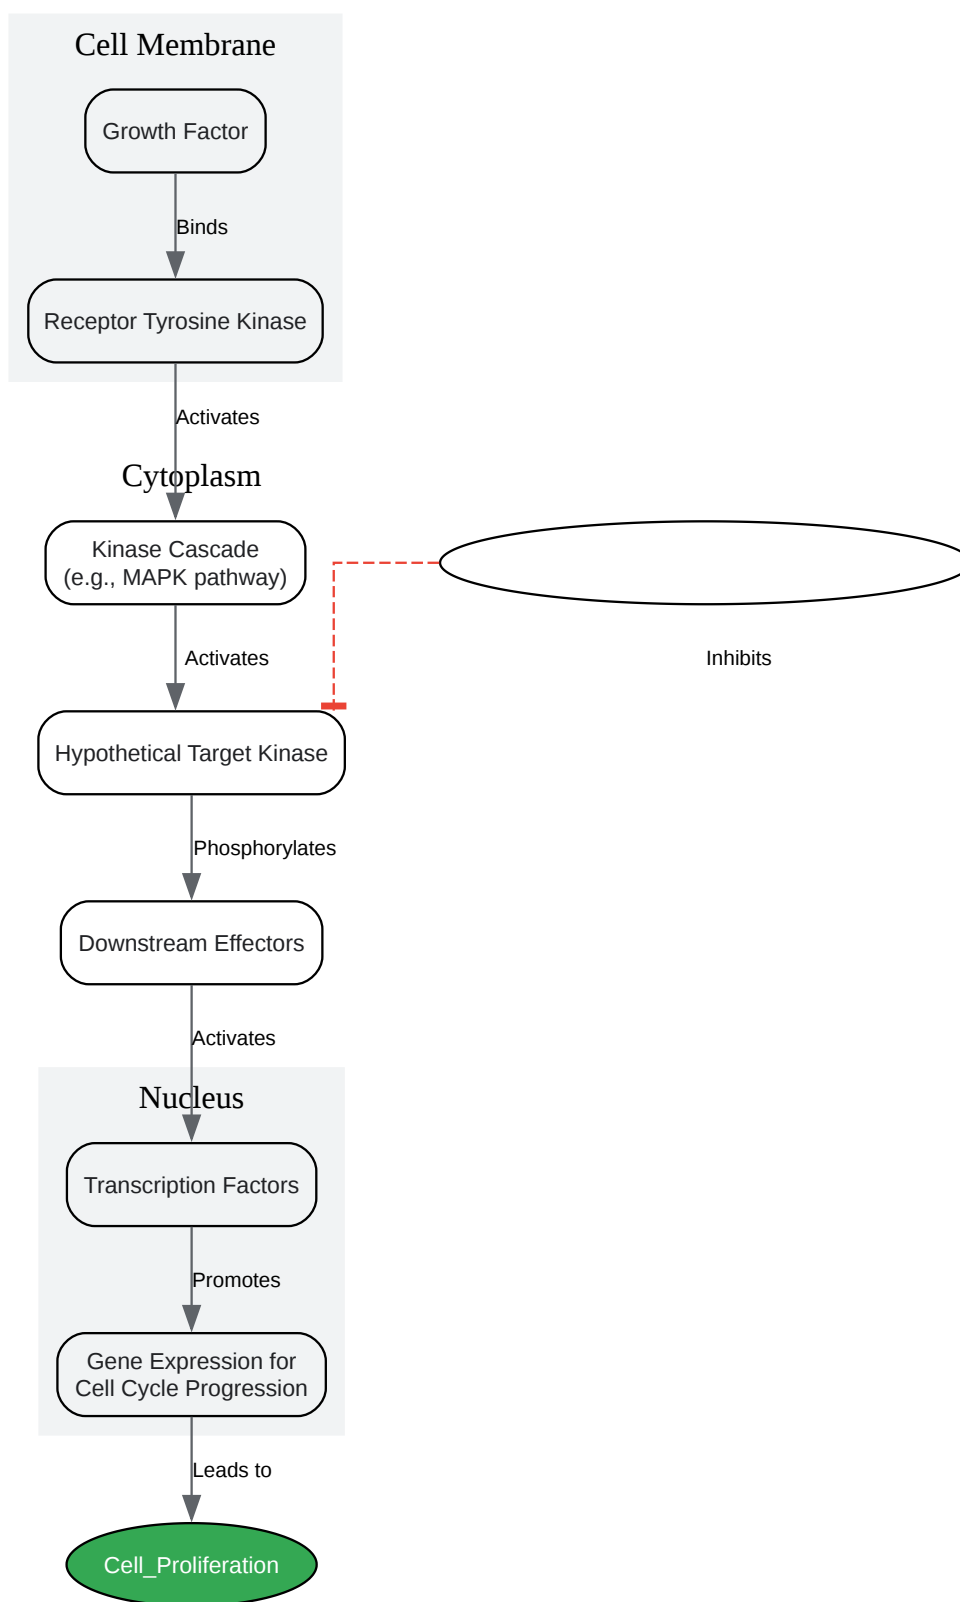 Cell Membrane
Growth Factor
Binds
Receptor Tyrosine Kinase
Activates
Cytoplasm
Kinase Cascade
(e.g., MAPK pathway)
Activates
Inhibits
Hypothetical Target Kinase
Phosphorylates
Downstream Effectors
Activates
Nucleus
Transcription Factors
Promotes
Gene Expression for
Cell Cycle Progression
Leads to
Cell_Proliferation